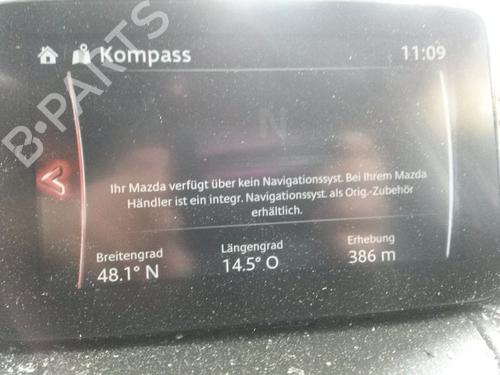 Kompass 11:09
N
Ihr Mazda verfügt über kein Navigationssyst. Bei Ihrem Mazda
Händler ist ein integr. Navigationssyst. als Orig.-Zubehör
erhältlich.
Breitengrad Längengrad Erhebung
48.1° N 14.5° O 386 m
B-PARTS